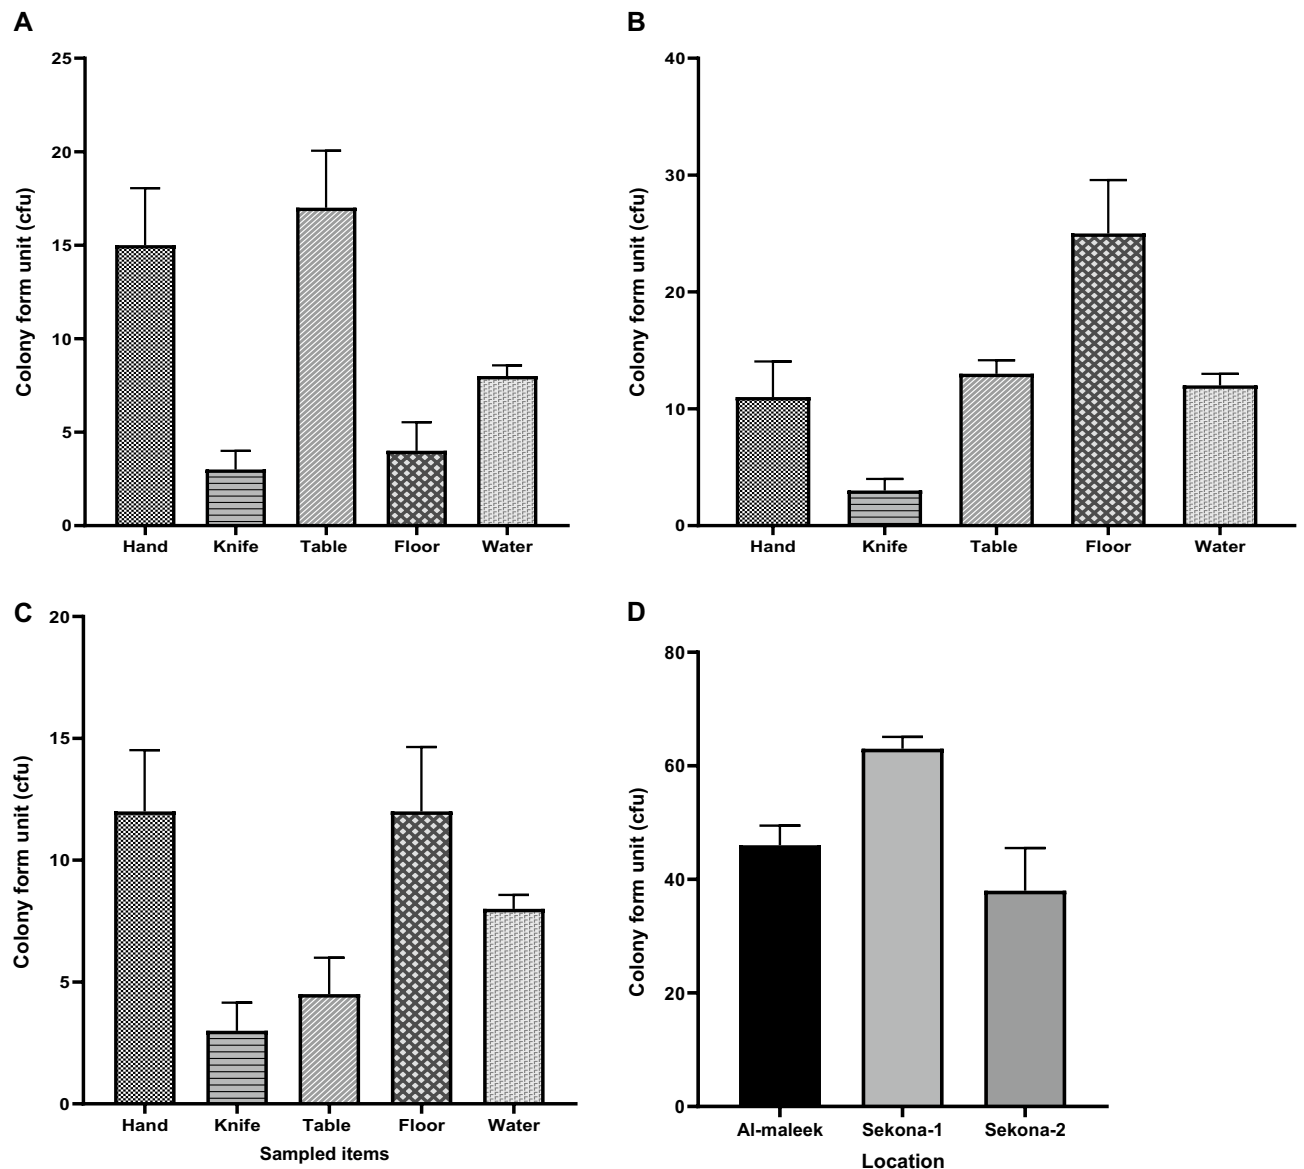 A
25
20
15
10
5
0
Colony form unit (cfu)
Hand Knife Table Floor Water
B
40
30
20
10
0
Colony form unit (cfu)
Hand Knife Table Floor Water
C
20
15
10
5
0
Colony form unit (cfu)
Hand Knife Table Floor Water
Sampled items
D
80
60
40
20
0
Colony form unit (cfu)
Al-maleek Sekona-1 Sekona-2
Location